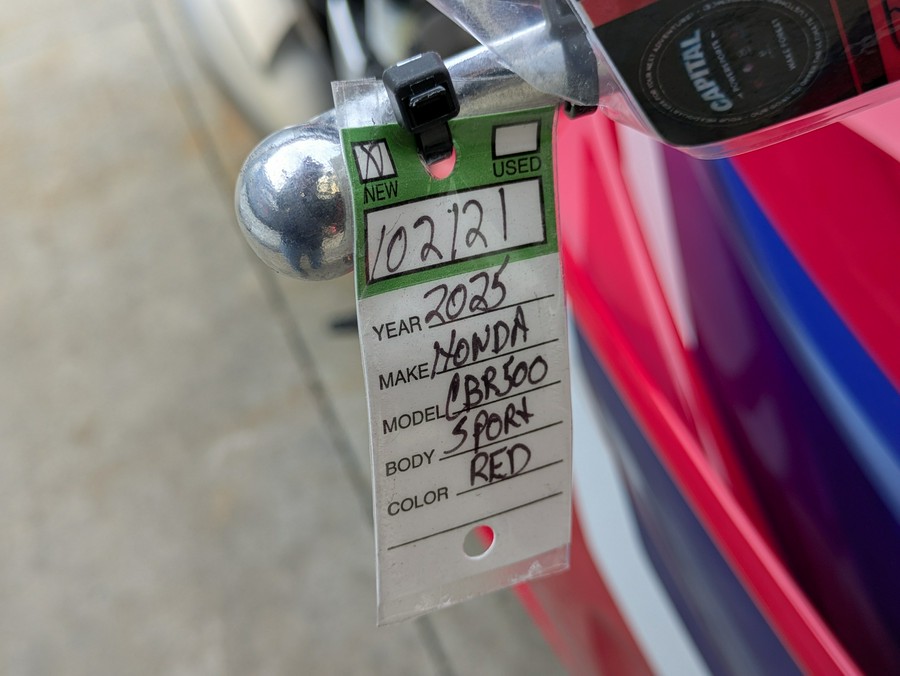 CAPITAL
NEW
USED
102121
YEAR 2025
MAKE HONDA
MODEL CBR500
BODY SPORt
COLOR RED